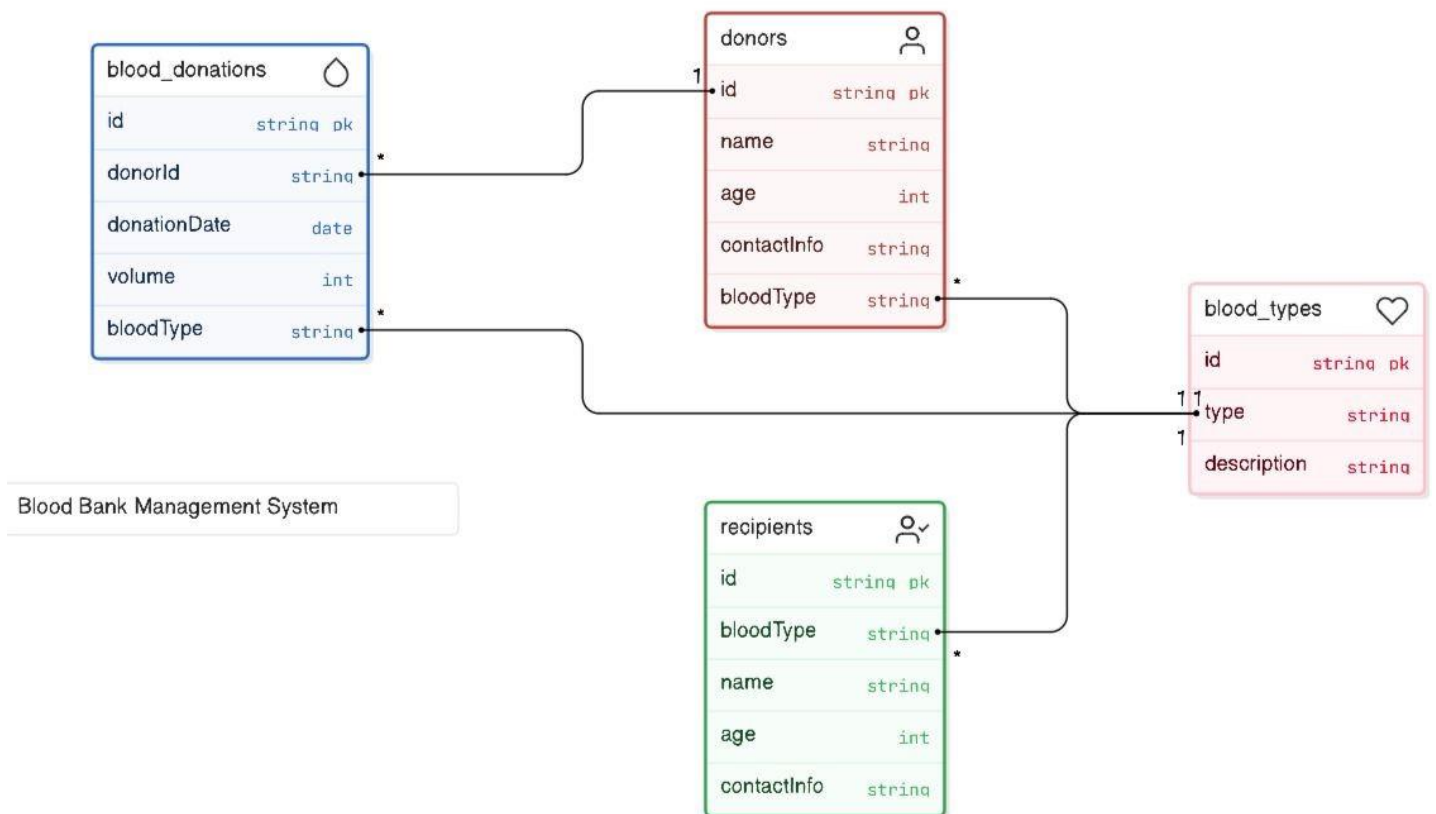 blood_donations
id string pk
donorId string
donationDate date
volume int
bloodType string
*
*
donors
1
id string pk
name string
age int
contactInfo string
bloodType string
*
blood_types
id string pk
1 1
type string
1
description string
Blood Bank Management System
recipients
id string pk
bloodType string
*
name string
age int
contactInfo string